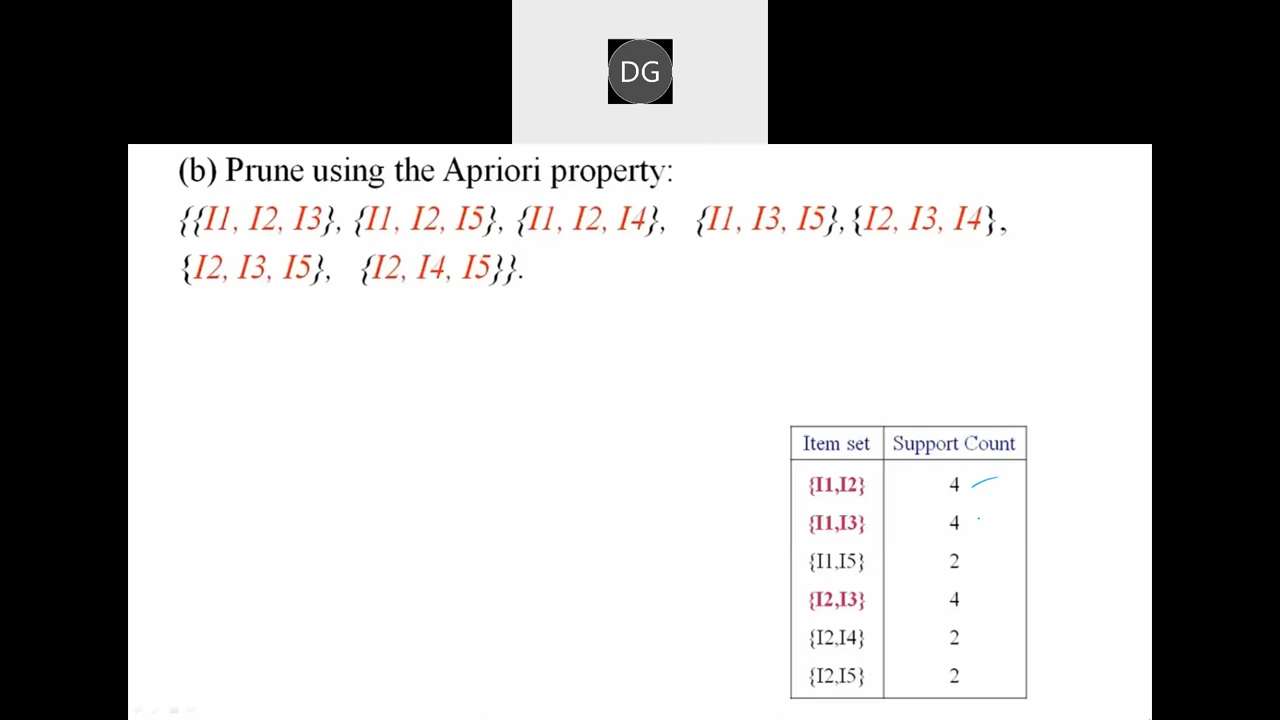 DG
(b) Prune using the Apriori property:
{{I1, I2, I3}, {I1, I2, I5}, {I1, I2, I4}, {I1, I3, I5},{I2, I3, I4},
{I2, I3, I5}, {I2, I4, I5}}.
Item set Support Count
{I1,I2} 4
{I1,I3} 4
{I1,I5} 2
{I2,I3} 4
{I2,I4} 2
{I2,I5} 2